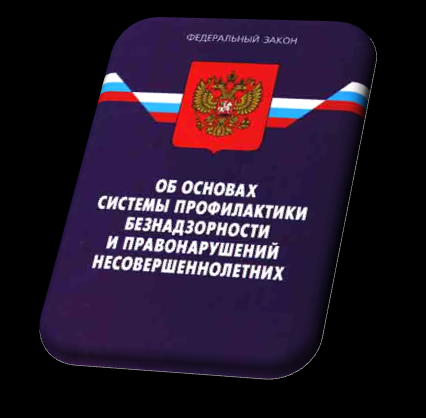 ФЕДЕРАЛЬНЫЙ ЗАКОН
ОБ ОСНОВАХ
СИСТЕМЫ ПРОФИЛАКТИКИ
БЕЗНАДЗОРНОСТИ
И ПРАВОНАРУШЕНИЙ
НЕСОВЕРШЕННОЛЕТНИХ